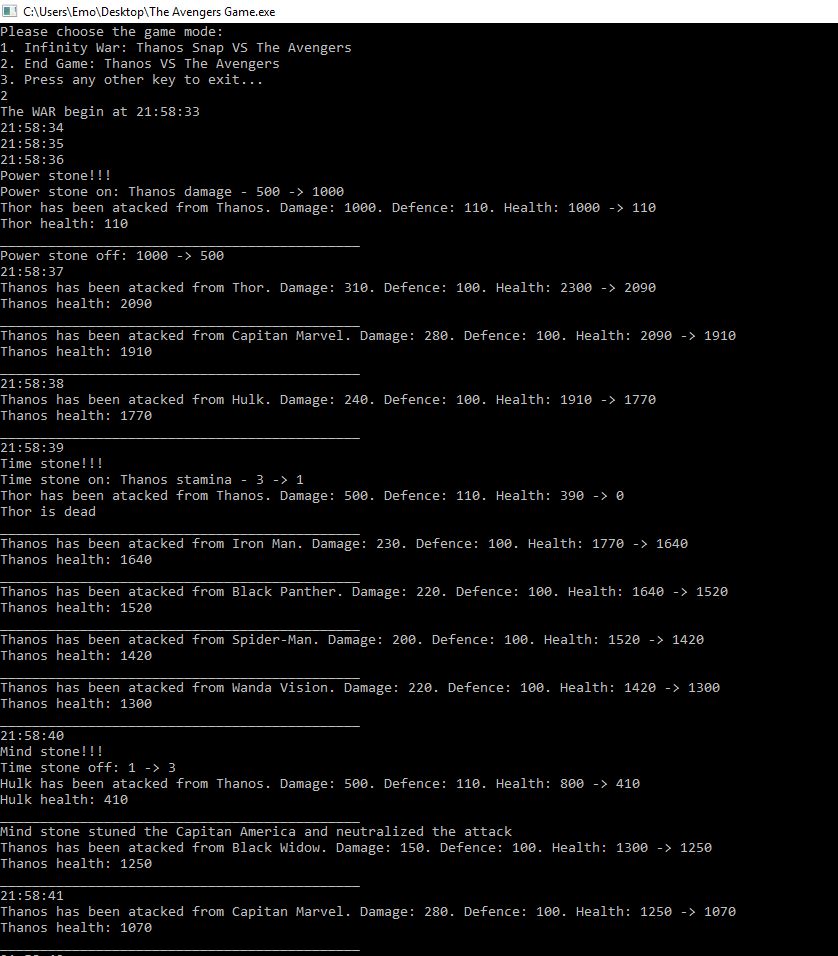 C:\Users\Emo\Desktop\The Avengers Game.exe
Please choose the game mode:
1. Infinity War: Thanos Snap VS The Avengers
2. End Game: Thanos VS The Avengers
3. Press any other key to exit...
2
The WAR begin at 21:58:33
21:58:34
21:58:35
21:58:36
Power stone!!!
Power stone on: Thanos damage - 500 -> 1000
Thor has been atacked from Thanos. Damage: 1000. Defence: 110. Health: 1000 -> 110
Thor health: 110
_____________________________________________
Power stone off: 1000 -> 500
21:58:37
Thanos has been atacked from Thor. Damage: 310. Defence: 100. Health: 2300 -> 2090
Thanos health: 2090
_____________________________________________
Thanos has been atacked from Capitan Marvel. Damage: 280. Defence: 100. Health: 2090 -> 1910
Thanos health: 1910
_____________________________________________
21:58:38
Thanos has been atacked from Hulk. Damage: 240. Defence: 100. Health: 1910 -> 1770
Thanos health: 1770
_____________________________________________
21:58:39
Time stone!!!
Time stone on: Thanos stamina - 3 -> 1
Thor has been atacked from Thanos. Damage: 500. Defence: 110. Health: 390 -> 0
Thor is dead
_____________________________________________
Thanos has been atacked from Iron Man. Damage: 230. Defence: 100. Health: 1770 -> 1640
Thanos health: 1640
_____________________________________________
Thanos has been atacked from Black Panther. Damage: 220. Defence: 100. Health: 1640 -> 1520
Thanos health: 1520
_____________________________________________
Thanos has been atacked from Spider-Man. Damage: 200. Defence: 100. Health: 1520 -> 1420
Thanos health: 1420
_____________________________________________
Thanos has been atacked from Wanda Vision. Damage: 220. Defence: 100. Health: 1420 -> 1300
Thanos health: 1300
_____________________________________________
21:58:40
Mind stone!!!
Time stone off: 1 -> 3
Hulk has been atacked from Thanos. Damage: 500. Defence: 110. Health: 800 -> 410
Hulk health: 410
_____________________________________________
Mind stone stuned the Capitan America and neutralized the attack
Thanos has been atacked from Black Widow. Damage: 150. Defence: 100. Health: 1300 -> 1250
Thanos health: 1250
_____________________________________________
21:58:41
Thanos has been atacked from Capitan Marvel. Damage: 280. Defence: 100. Health: 1250 -> 1070
Thanos health: 1070
_____________________________________________